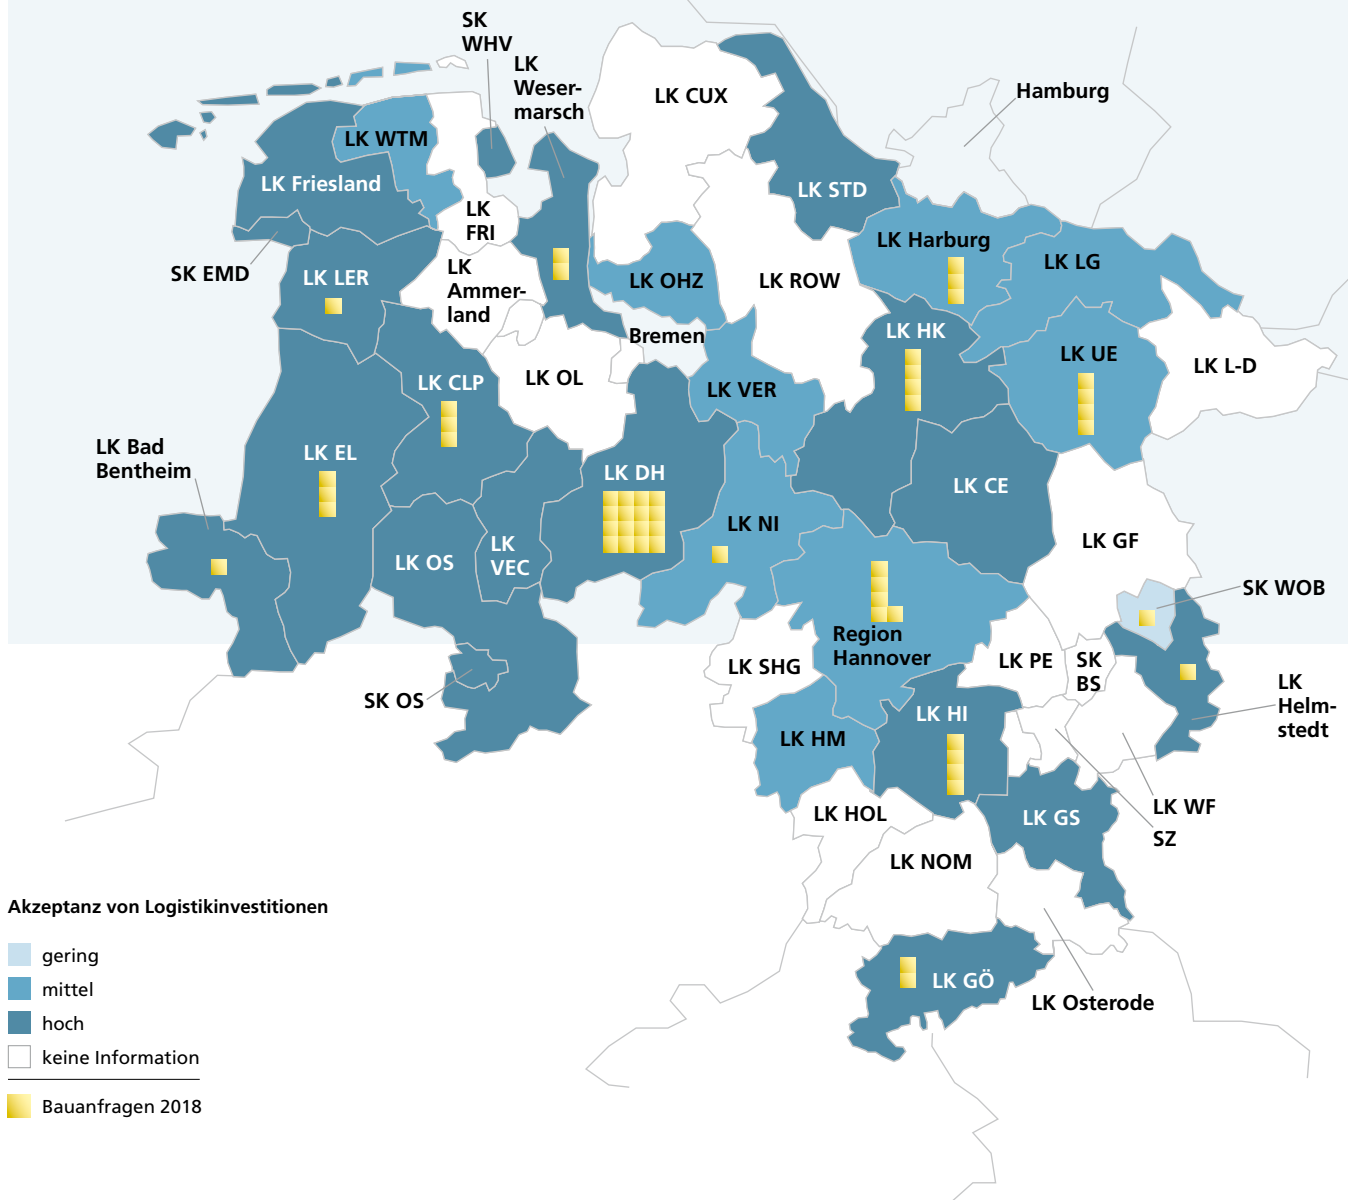 SK
WHV
LK
Weser-
marsch
LK CUX
Hamburg
LK WTM
LK Friesland
LK STD
LK
FRI
LK Harburg
SK EMD
LK LER
LK
Ammer-
land
LK OHZ
LK ROW
LK LG
Bremen
LK HK
LK UE
LK L-D
LK CLP
LK OL
LK VER
LK Bad
Bentheim
LK EL
LK DH
LK CE
LK NI
LK GF
LK OS
LK
VEC
SK WOB
Region
Hannover
LK SHG
LK PE
SK
BS
SK OS
LK
Helm-
stedt
LK HI
LK HM
LK WF
SZ
LK HOL
LK GS
LK NOM
LK GÖ
LK Osterode
Akzeptanz von Logistikinvestitionen
gering
mittel
hoch
keine Information
Bauanfragen 2018